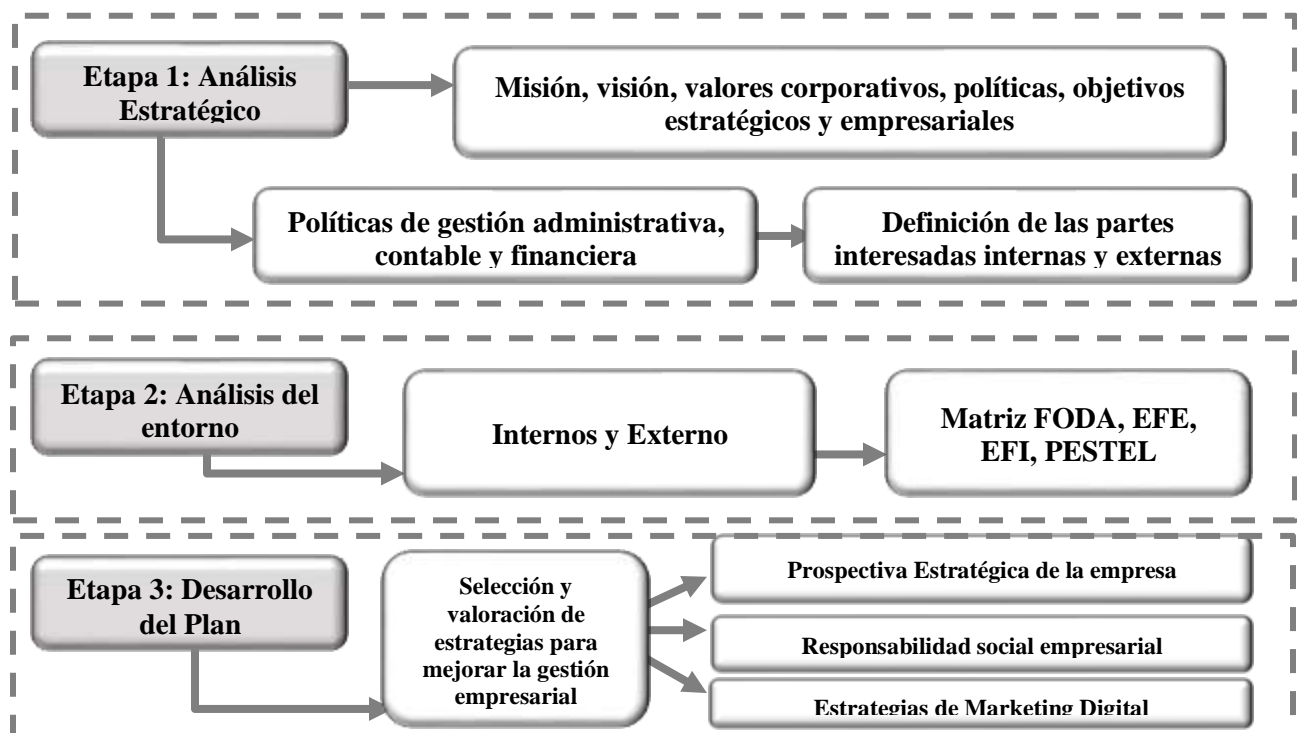 Etapa 1: Análisis
Estratégico
Misión, visión, valores corporativos, políticas, objetivos
estratégicos y empresariales
Políticas de gestión administrativa,
contable y financiera
Definición de las partes
interesadas internas y externas
Etapa 2: Análisis del
entorno
Internos y Externo
Matriz FODA, EFE,
EFI, PESTEL
Etapa 3: Desarrollo
del Plan
Selección y
valoración de
estrategias para
mejorar la gestión
empresarial
Prospectiva Estratégica de la empresa
Responsabilidad social empresarial
Estrategias de Marketing Digital